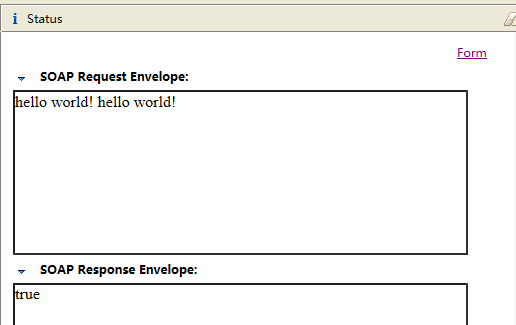 Status
Form
SOAP Request Envelope:
hello world! hello world!
SOAP Response Envelope:
true